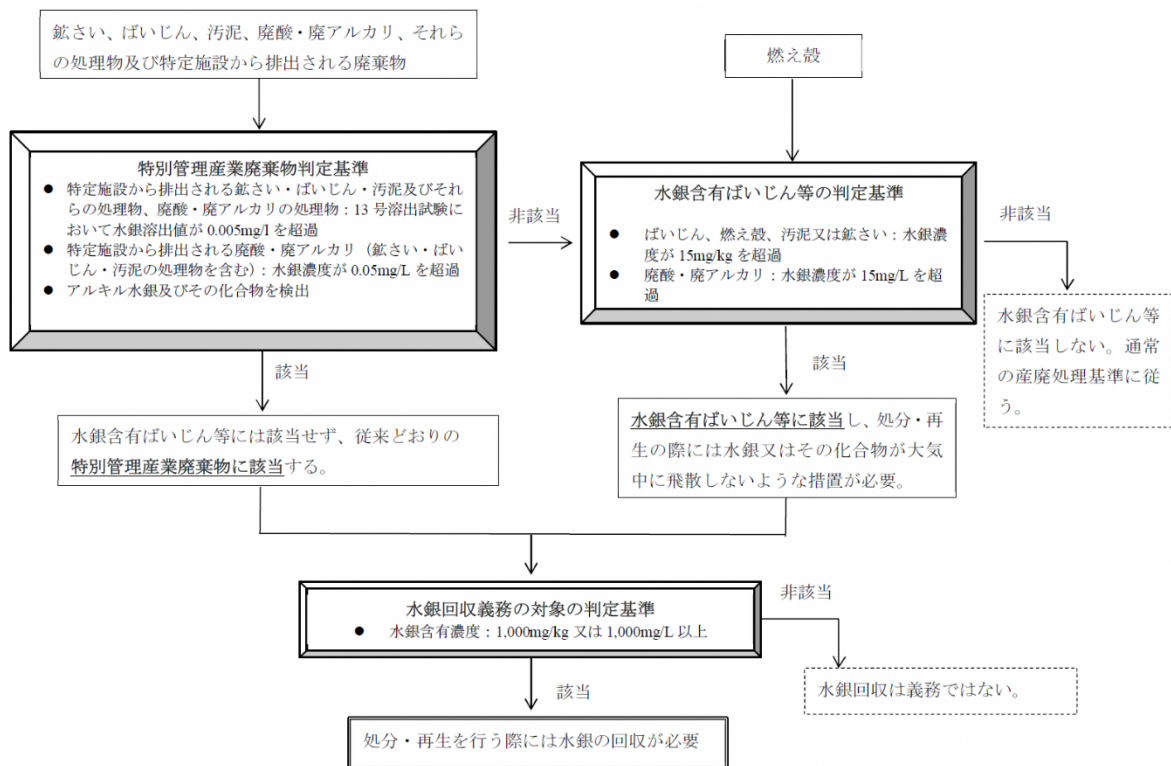 鉱さい、ばいじん、汚泥、廃酸・廃アルカリ、それら
の処理物及び特定施設から排出される廃棄物
燃え殻
特別管理産業廃棄物判定基準
● 特定施設から排出される鉱さい・ばいじん・汚泥及びそれ
らの処理物、廃酸・廃アルカリの処理物：13 号溶出試験に
おいて水銀溶出値が 0.005mg/l を超過
● 特定施設から排出される廃酸・廃アルカリ（鉱さい・ばい
じん・汚泥の処理物を含む）：水銀濃度が 0.05mg/L を超過
● アルキル水銀及びその化合物を検出
非該当
水銀含有ばいじん等の判定基準
● ばいじん、燃え殻、汚泥又は鉱さい：水銀濃
度が 15mg/kg を超過
● 廃酸・廃アルカリ：水銀濃度が 15mg/L を超
過
非該当
水銀含有ばいじん等
に該当しない。通常
の産廃処理基準に従
う。
該当
該当
水銀含有ばいじん等には該当せず、従来どおりの
特別管理産業廃棄物に該当する。
水銀含有ばいじん等に該当し、処分・再
生の際には水銀又はその化合物が大気
中に飛散しないような措置が必要。
水銀回収義務の対象の判定基準
● 水銀含有濃度：1,000mg/kg 又は 1,000mg/L 以上
非該当
水銀回収は義務ではない。
該当
処分・再生を行う際には水銀の回収が必要